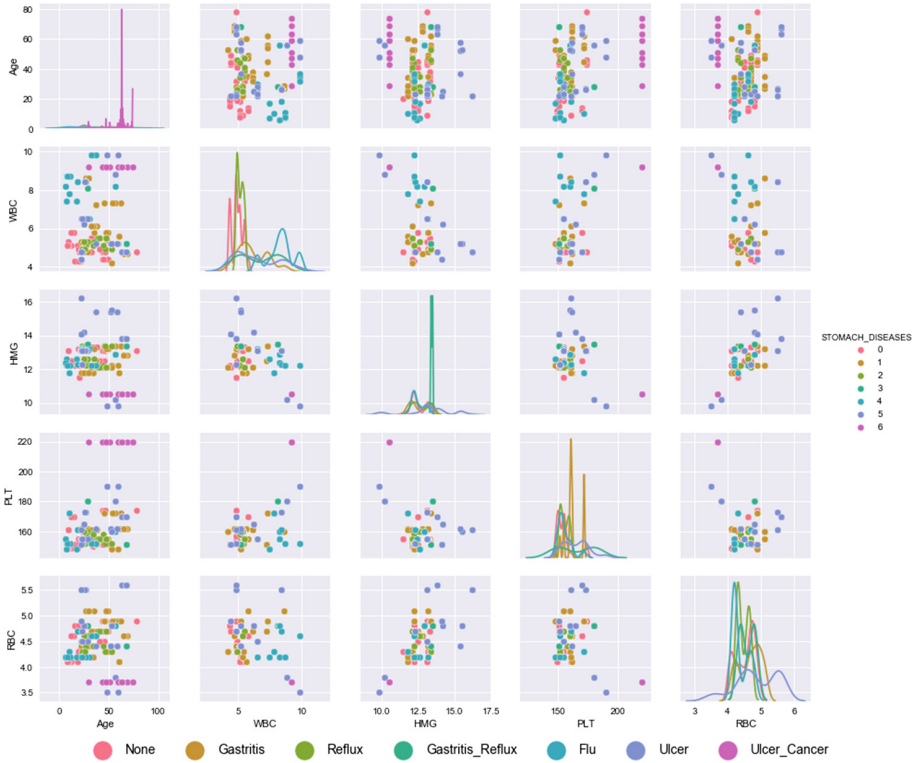 80
60
40
20
0
Age
10
8
6
4
WBC
16
14
12
10
HMG
220
200
180
160
PLT
5.5
5.0
4.5
4.0
3.5
RBC
0 50 100
Age
5 10
WBC
10.0 12.5 15.0 17.5
HMG
150 200
PLT
3 4 5 6
RBC
STOMACH_DISEASES
0
1
2
3
4
5
6
None Gastritis Reflux Gastritis_Reflux Flu Ulcer Ulcer_Cancer